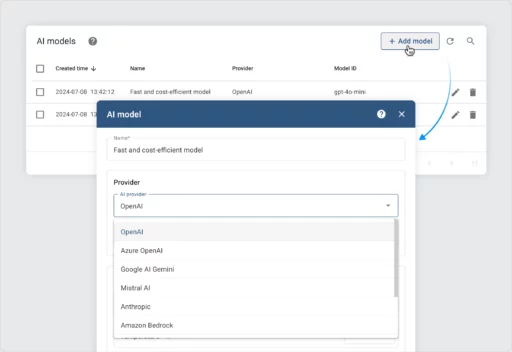 AI models ?
+ Add model
Created time ↓ Name Provider Model ID
2024-07-08 13:42:12 Fast and cost-efficient model OpenAI gpt-4o-mini
2024-07-08 13
AI model ?
Name*
Fast and cost-efficient model
Provider
AI provider
OpenAI
OpenAI
Azure OpenAI
Google AI Gemini
Mistral AI
Anthropic
Amazon Bedrock